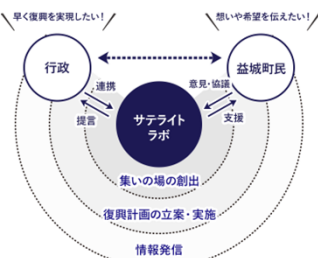 早く復興を実現したい!
想いや希望を伝えたい!
行政
益城町民
連携
意見・協議
提言
支援
サテライト
ラボ
集いの場の創出
復興計画の立案・実施
情報発信